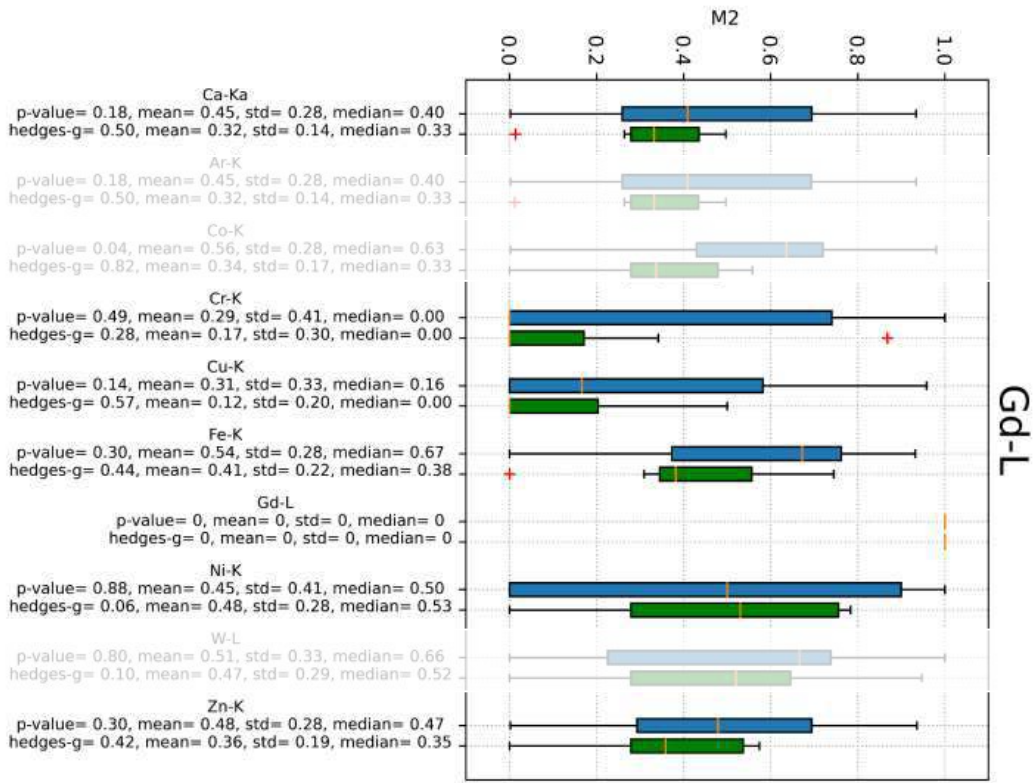 M2
0.0 0.2 0.4 0.6 0.8 1.0
Ca-Ka
p-value= 0.18, mean= 0.45, std= 0.28, median= 0.40
hedges-g= 0.50, mean= 0.32, std= 0.14, median= 0.33
Ar-K
p-value= 0.18, mean= 0.45, std= 0.28, median= 0.40
hedges-g= 0.50, mean= 0.32, std= 0.14, median= 0.33
Co-K
p-value= 0.04, mean= 0.56, std= 0.28, median= 0.63
hedges-g= 0.82, mean= 0.34, std= 0.17, median= 0.33
Cr-K
p-value= 0.49, mean= 0.29, std= 0.41, median= 0.00
hedges-g= 0.28, mean= 0.17, std= 0.30, median= 0.00
Cu-K
p-value= 0.14, mean= 0.31, std= 0.33, median= 0.16
hedges-g= 0.57, mean= 0.12, std= 0.20, median= 0.00
Fe-K
p-value= 0.30, mean= 0.54, std= 0.28, median= 0.67
hedges-g= 0.44, mean= 0.41, std= 0.22, median= 0.38
Gd-L
p-value= 0, mean= 0, std= 0, median= 0
hedges-g= 0, mean= 0, std= 0, median= 0
Ni-K
p-value= 0.88, mean= 0.45, std= 0.41, median= 0.50
hedges-g= 0.06, mean= 0.48, std= 0.28, median= 0.53
W-L
p-value= 0.80, mean= 0.51, std= 0.33, median= 0.66
hedges-g= 0.10, mean= 0.47, std= 0.29, median= 0.52
Zn-K
p-value= 0.30, mean= 0.48, std= 0.28, median= 0.47
hedges-g= 0.42, mean= 0.36, std= 0.19, median= 0.35
Gd-L